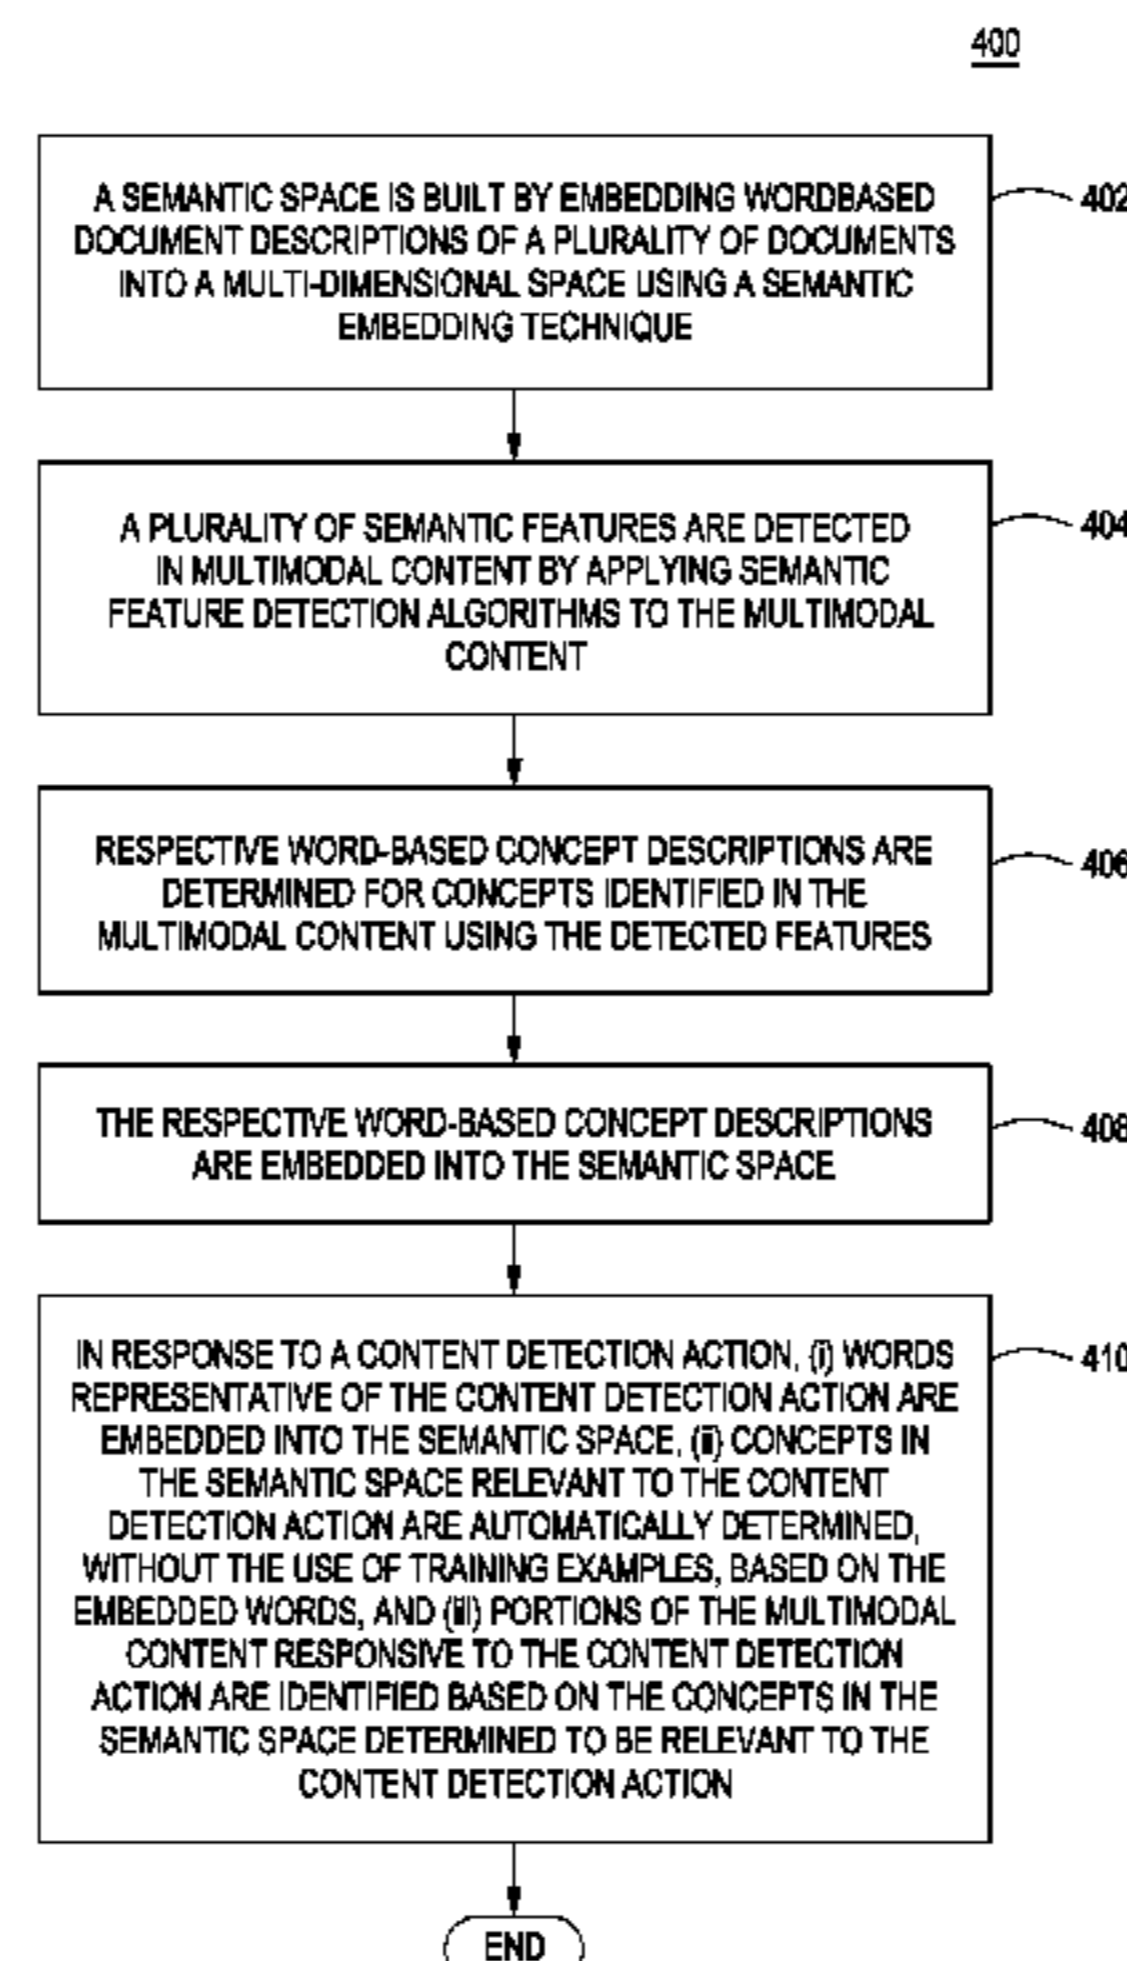 400
A SEMANTIC SPACE IS BUILT BY EMBEDDING WORDBASED
DOCUMENT DESCRIPTIONS OF A PLURALITY OF DOCUMENTS
INTO A MULTI-DIMENSIONAL SPACE USING A SEMANTIC
EMBEDDING TECHNIQUE
402
A PLURALITY OF SEMANTIC FEATURES ARE DETECTED
IN MULTIMODAL CONTENT BY APPLYING SEMANTIC
FEATURE DETECTION ALGORITHMS TO THE MULTIMODAL
CONTENT
404
RESPECTIVE WORD-BASED CONCEPT DESCRIPTIONS ARE
DETERMINED FOR CONCEPTS IDENTIFIED IN THE
MULTIMODAL CONTENT USING THE DETECTED FEATURES
406
THE RESPECTIVE WORD-BASED CONCEPT DESCRIPTIONS
ARE EMBEDDED INTO THE SEMANTIC SPACE
408
IN RESPONSE TO A CONTENT DETECTION ACTION, (i) WORDS
REPRESENTATIVE OF THE CONTENT DETECTION ACTION ARE
EMBEDDED INTO THE SEMANTIC SPACE, (ii) CONCEPTS IN
THE SEMANTIC SPACE RELEVANT TO THE CONTENT
DETECTION ACTION ARE AUTOMATICALLY DETERMINED,
WITHOUT THE USE OF TRAINING EXAMPLES, BASED ON THE
EMBEDDED WORDS, AND (iii) PORTIONS OF THE MULTIMODAL
CONTENT RESPONSIVE TO THE CONTENT DETECTION
ACTION ARE IDENTIFIED BASED ON THE CONCEPTS IN THE
SEMANTIC SPACE DETERMINED TO BE RELEVANT TO THE
CONTENT DETECTION ACTION
410
END